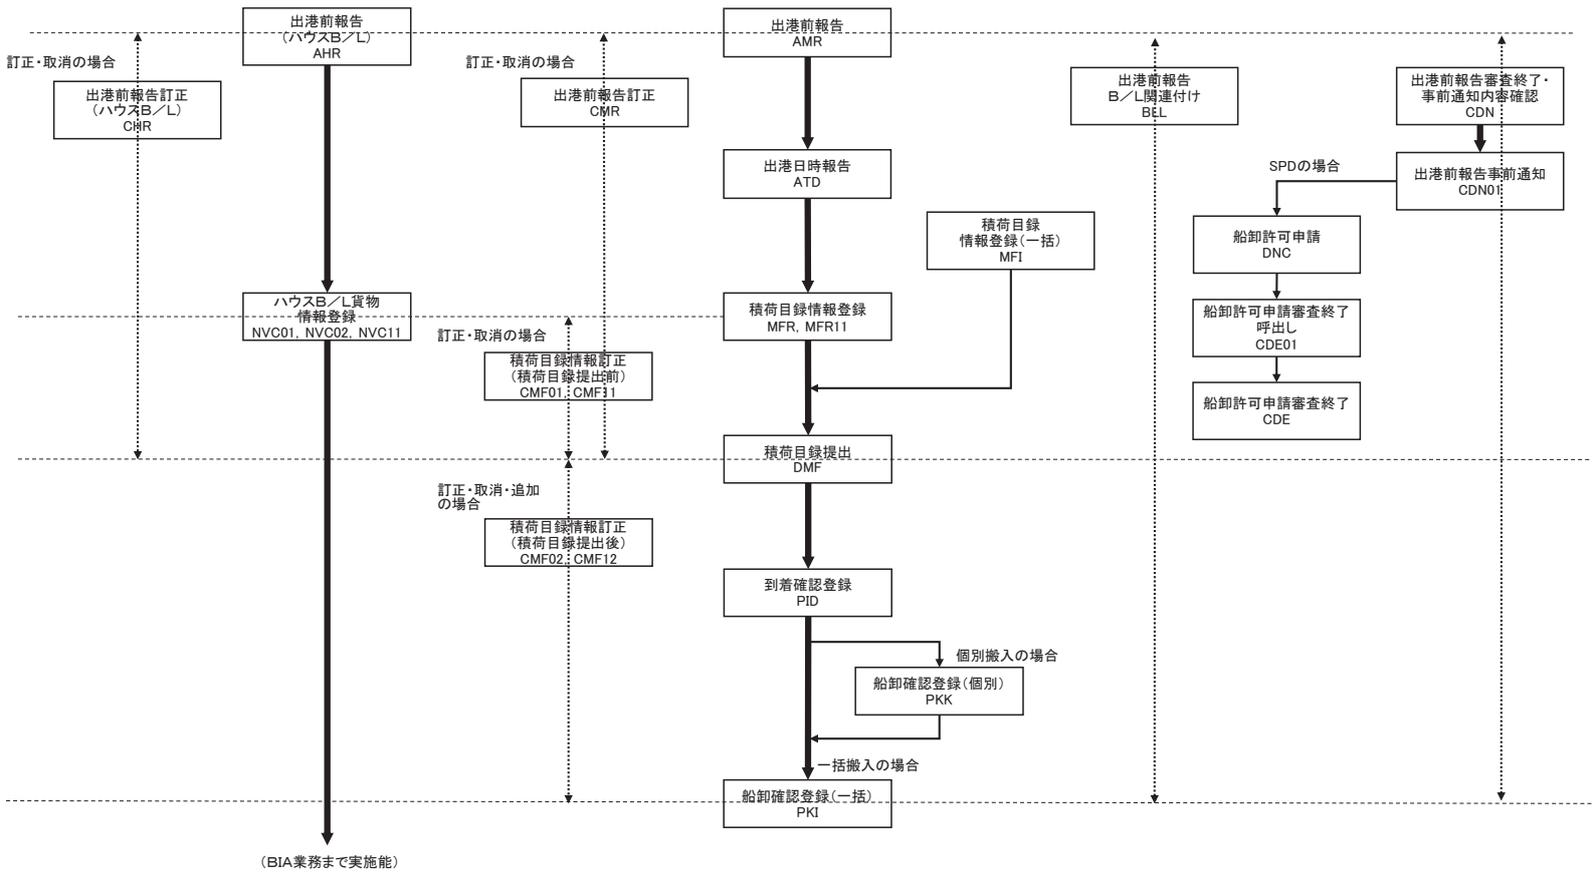 出港前報告
（ハウスB／L）
AHR
出港前報告
AMR
訂正・取消の場合
出港前報告訂正
（ハウスB／L）
CHR
訂正・取消の場合
出港前報告訂正
CMR
出港前報告
B／L関連付け
BLL
出港前報告審査終了・
事前通知内容確認
CDN
出港日時報告
ATD
SPDの場合
出港前報告事前通知
CDN01
積荷目録
情報登録（一括）
MFI
船卸許可申請
DNC
ハウスB／L貨物
情報登録
NVC01, NVC02, NVC11
積荷目録情報登録
MFR, MFR11
船卸許可申請審査終了
呼出し
CDE01
訂正・取消の場合
積荷目録情報訂正
（積荷目録提出前）
CMF01, CMF11
船卸許可申請審査終了
CDE
積荷目録提出
DMF
訂正・取消・追加
の場合
積荷目録情報訂正
（積荷目録提出後）
CMF02, CMF12
到着確認登録
PID
個別搬入の場合
船卸確認登録（個別）
PKK
一括搬入の場合
船卸確認登録（一括）
PKI
（BIA業務まで実施能）